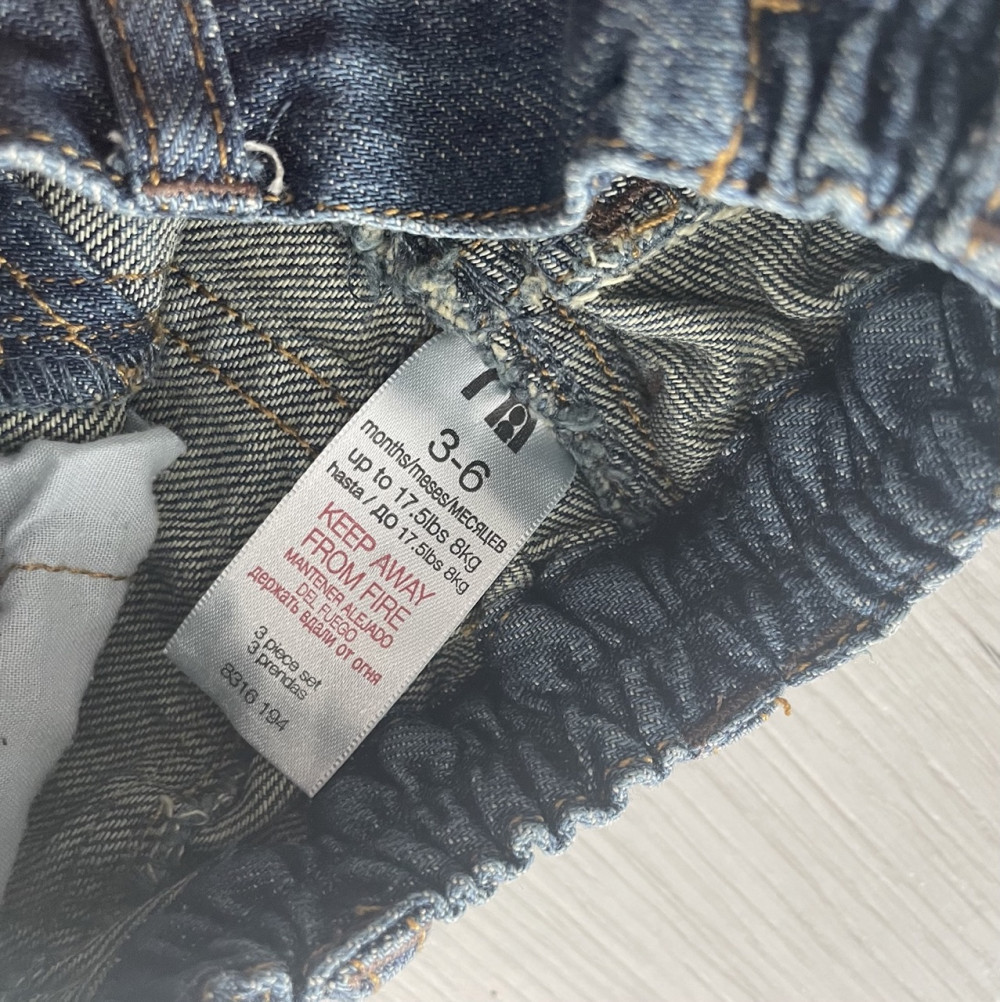 3-6
months/meses/МЕСЯЦЕВ
up to 17.5lbs 8kg
hasta / ДО 17.5lbs 8kg
KEEP AWAY
FROM FIRE
MANTENER ALEJADO
DEL FUEGO
держать вдали от огня
3 piece set
3 prendas
8316 194